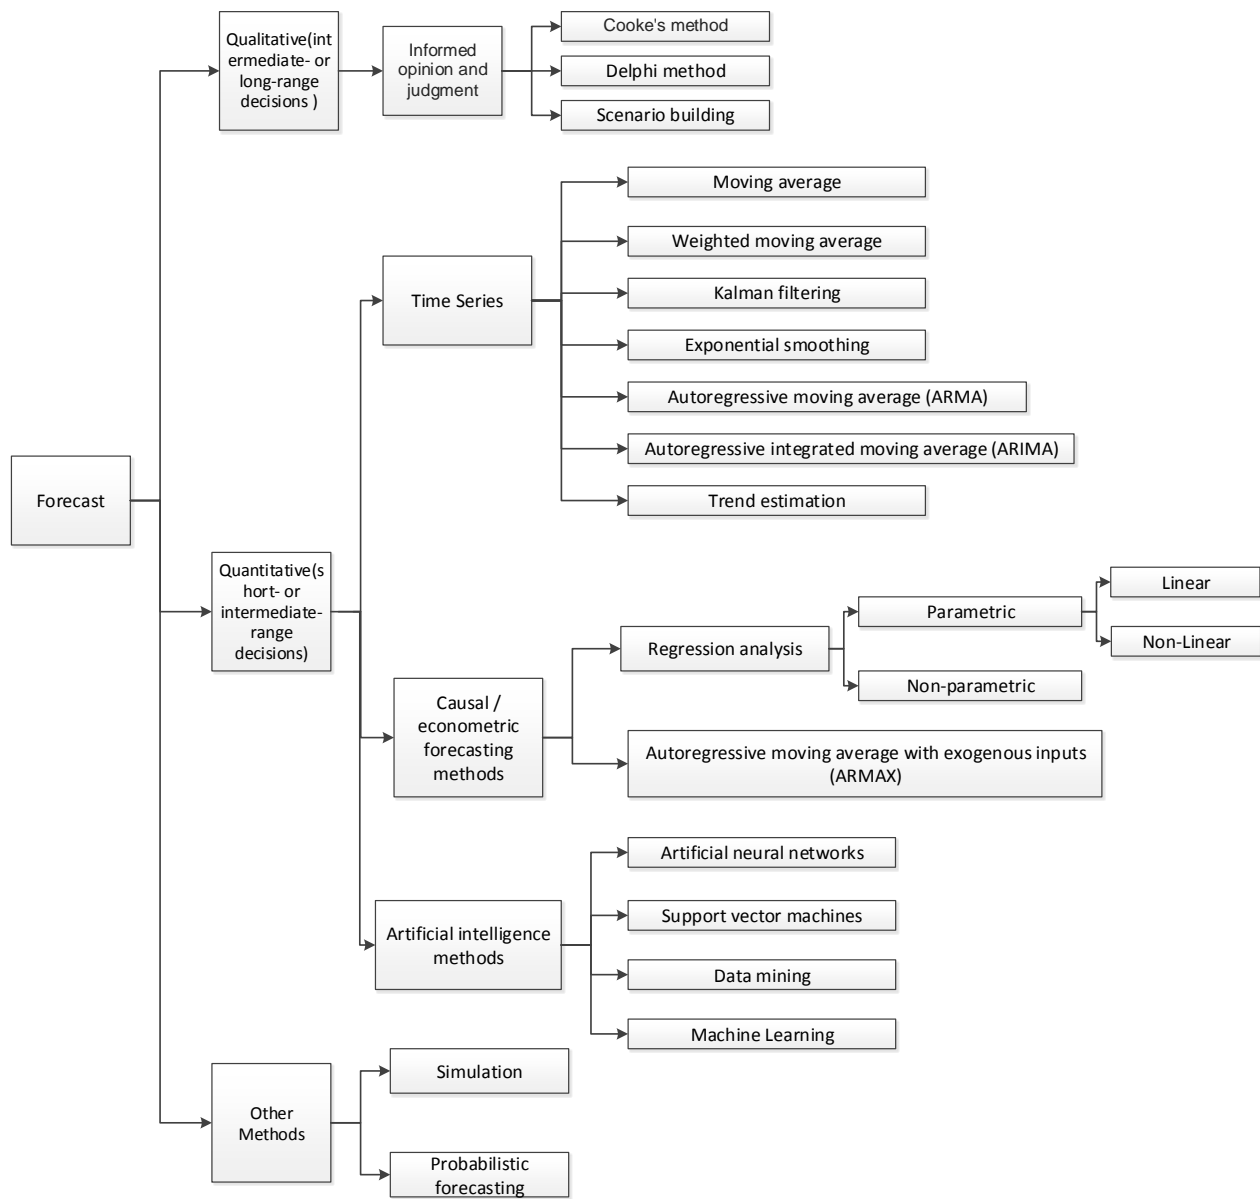 Qualitative(int
ermediate- or
long-range
decisions )
Informed
opinion and
judgment
Cooke's method
Delphi method
Scenario building
Forecast
Quantitative(s
hort- or
intermediate-
range
decisions)
Time Series
Moving average
Weighted moving average
Kalman filtering
Exponential smoothing
Autoregressive moving average (ARMA)
Autoregressive integrated moving average (ARIMA)
Trend estimation
Causal /
econometric
forecasting
methods
Regression analysis
Parametric
Linear
Non-Linear
Non-parametric
Autoregressive moving average with exogenous inputs
(ARMAX)
Artificial intelligence
methods
Artificial neural networks
Support vector machines
Data mining
Machine Learning
Other
Methods
Simulation
Probabilistic
forecasting